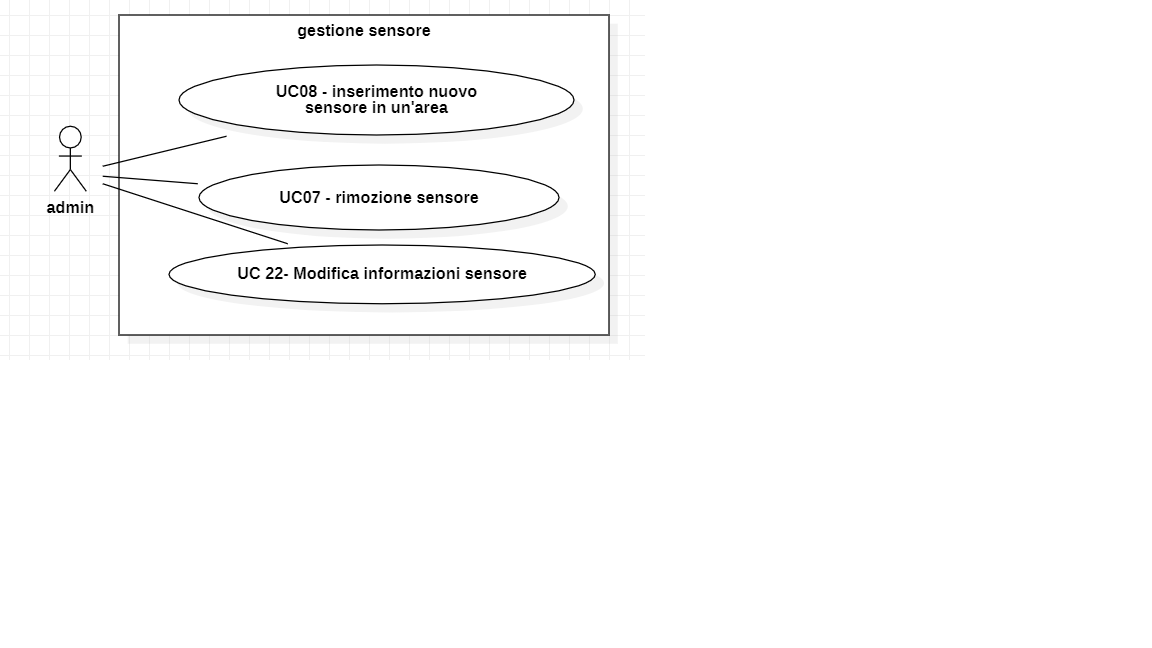 gestione sensore
UC08 - inserimento nuovo
sensore in un'area
UC07 - rimozione sensore
admin
UC 22- Modifica informazioni sensore